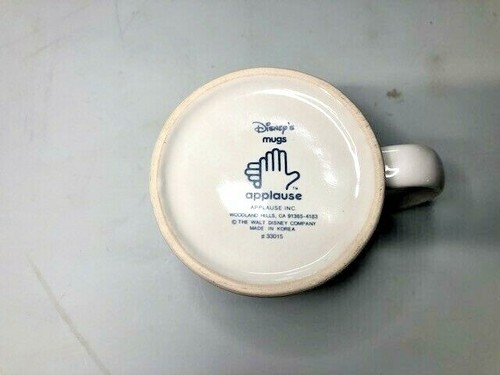 Disney's
mugs
applause
APPLAUSE INC.
WOODLAND HILLS, CA 91365-4183
© THE WALT DISNEY COMPANY
MADE IN KOREA
# 33015